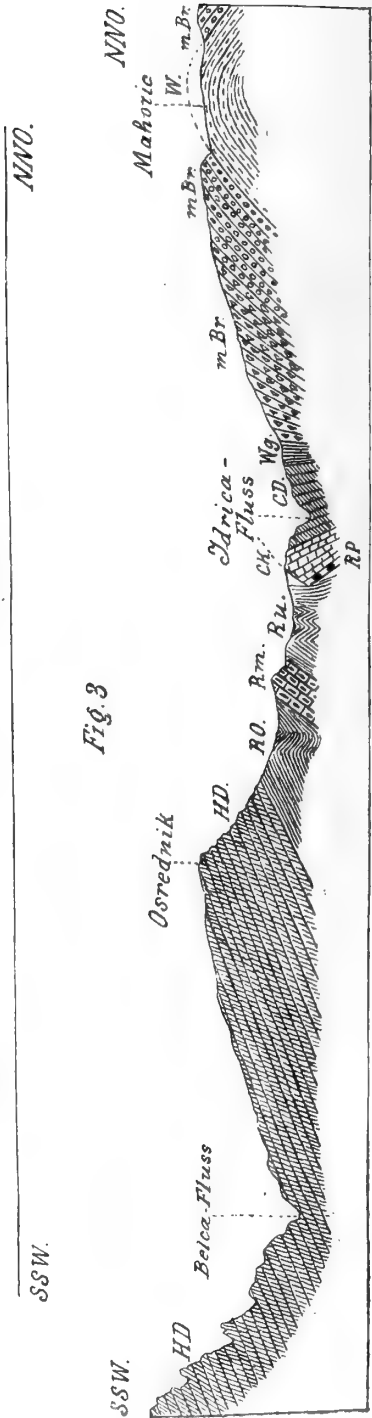 SSW.
NNO.
Fig. 3
SSW.
HD
Belca-Fluss
Osrednik
HD.
RO.
Rm.
Ru.
CK.
RP
Idrica-
Fluss
CD.
Wg.
mBr
mBr
Mahoric
W.
mBr.
NNO.